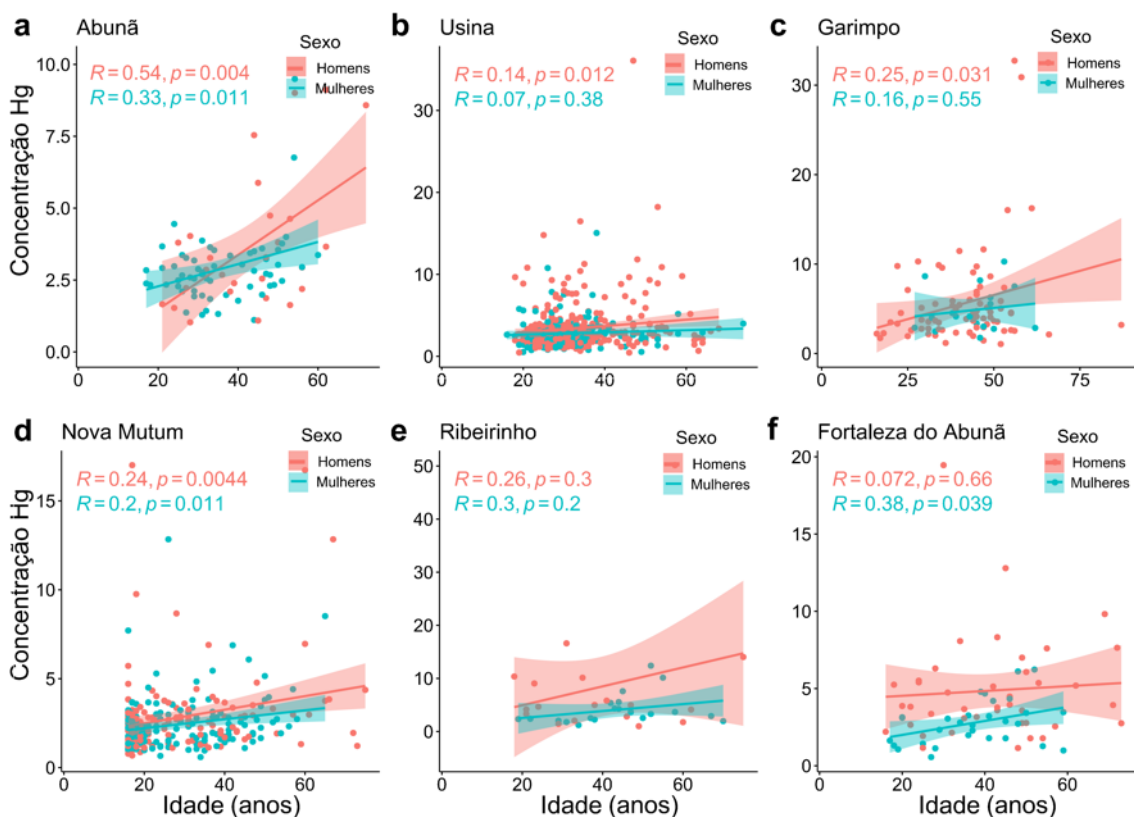 a Abunã
Sexo
Homens
Mulheres
R = 0.54, p = 0.004
R = 0.33, p = 0.011
Concentração Hg
10.0
7.5
5.0
2.5
0.0
0 20 40 60
b Usina
Sexo
Homens
Mulheres
R = 0.14, p = 0.012
R = 0.07, p = 0.38
30
20
10
0
0 20 40 60
c Garimpo
Sexo
Homens
Mulheres
R = 0.25, p = 0.031
R = 0.16, p = 0.55
30
20
10
0
0 25 50 75
d Nova Mutum
Sexo
Homens
Mulheres
R = 0.24, p = 0.0044
R = 0.2, p = 0.011
Concentração Hg
15
10
5
0
0 20 40 60
Idade (anos)
e Ribeirinho
Sexo
Homens
Mulheres
R = 0.26, p = 0.3
R = 0.3, p = 0.2
50
40
30
20
10
0
0 20 40 60
Idade (anos)
f Fortaleza do Abunã
Sexo
Homens
Mulheres
R = 0.072, p = 0.66
R = 0.38, p = 0.039
20
15
10
5
0
0 20 40 60
Idade (anos)